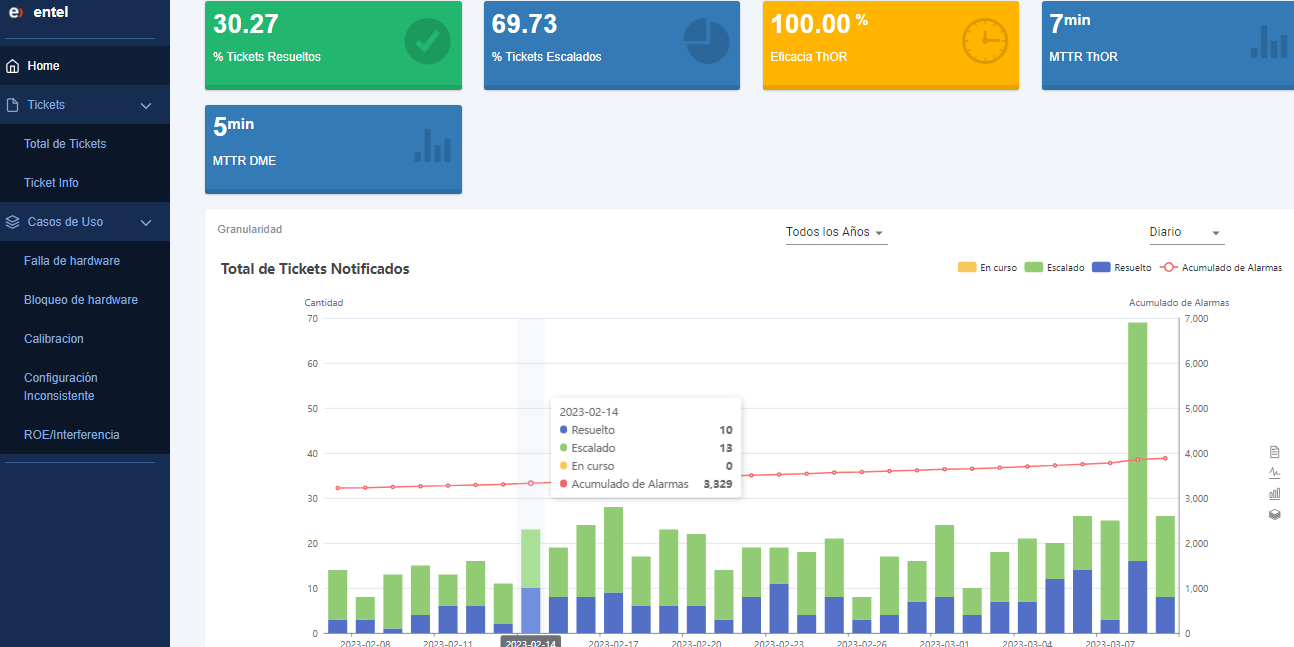 entel
Home
Tickets
Total de Tickets
Ticket Info
Casos de Uso
Falla de hardware
Bloqueo de hardware
Calibracion
Configuración
Inconsistente
ROE/Interferencia
30.27
% Tickets Resueltos
69.73
% Tickets Escalados
100.00 %
Eficacia ThOR
7min
MTTR ThOR
5min
MTTR DME
Granularidad
Todos los Años
Diario
Total de Tickets Notificados
En curso Escalado Resuelto Acumulado de Alarmas
Cantidad
Acumulado de Alarmas
70
60
50
40
30
20
10
0
2023-02-14
Resuelto 10
Escalado 13
En curso 0
Acumulado de Alarmas 3,329
7,000
6,000
5,000
4,000
3,000
2,000
1,000
0
2023-02-08 2023-02-11 2023-02-14 2023-02-17 2023-02-20 2023-02-23 2023-02-26 2023-03-01 2023-03-04 2023-03-07